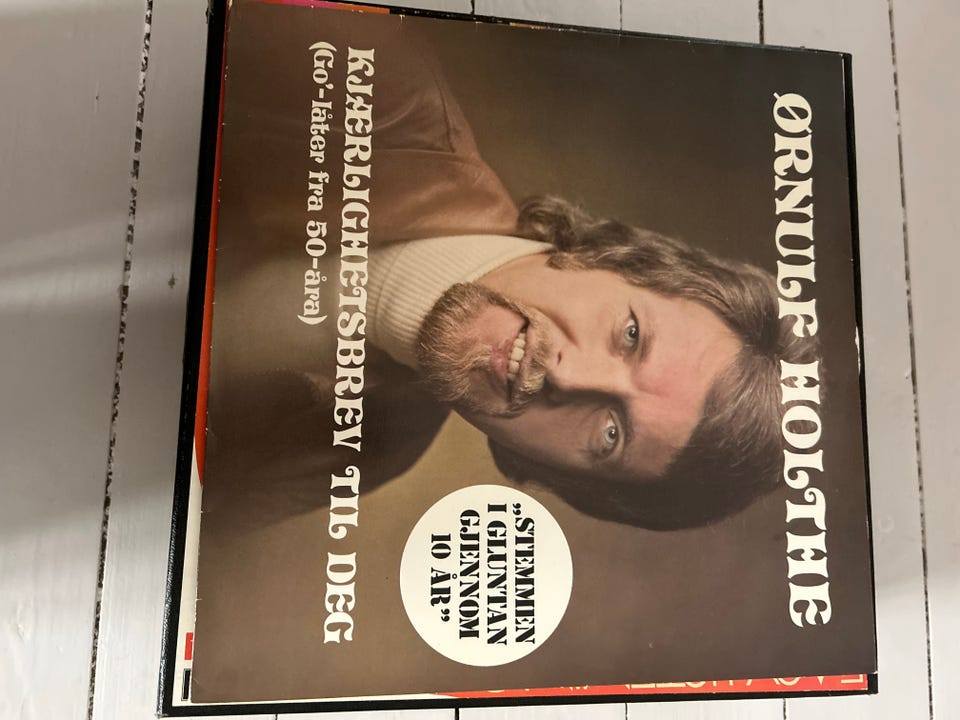 ØRNULF HOLTHE
„STEMMEN
I GLUNTAN
GJENNOM
10 ÅR”
KJÆRLIGHETSBREV TIL DEG
(Go'-låter fra 50-åra)